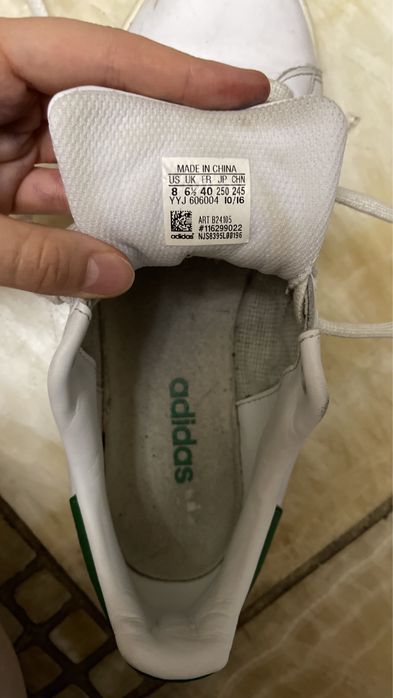 MADE IN CHINA
US UK FR JP CHN
8 6½ 40 250 245
YYJ 606004 10/16
ART B24105
#116299022
adidas NJS8395L00196
adidas